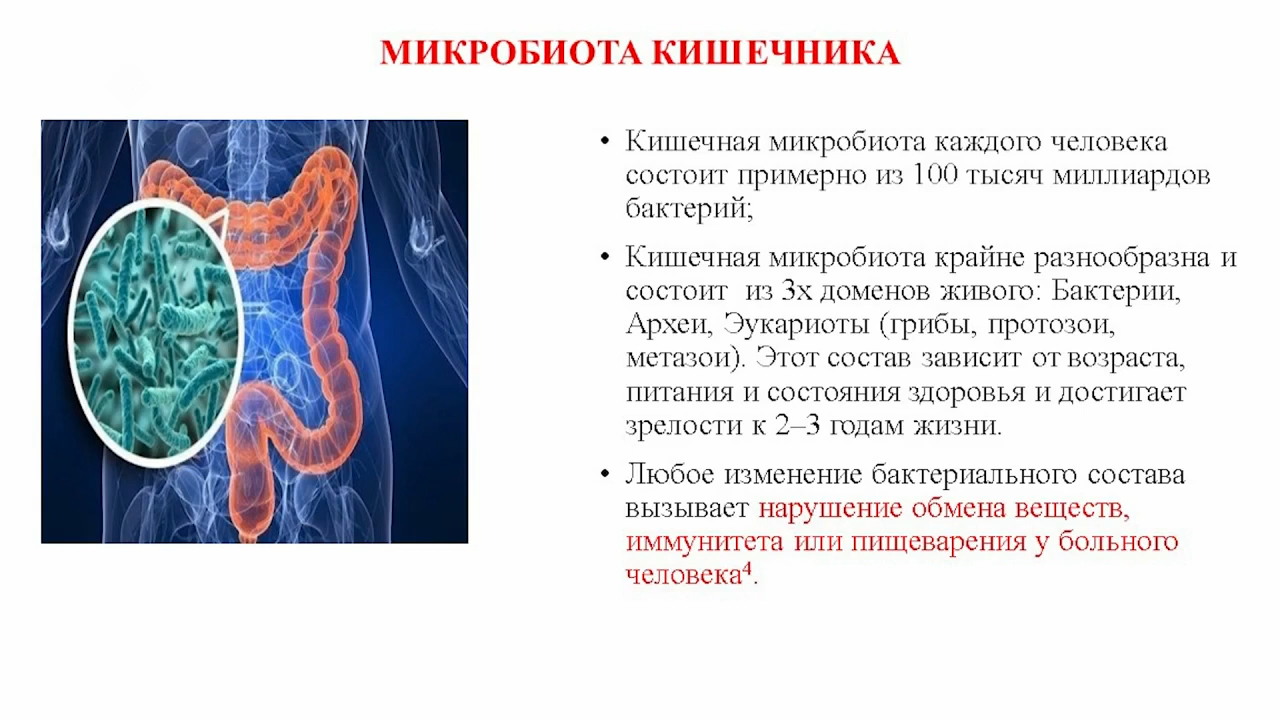 МИКРОБИОТА КИШЕЧНИКА
• Кишечная микробиота каждого человека
состоит примерно из 100 тысяч миллиардов
бактерий;
• Кишечная микробиота крайне разнообразна и
состоит из 3х доменов живого: Бактерии,
Археи, Эукариоты (грибы, протозои,
метазои). Этот состав зависит от возраста,
питания и состояния здоровья и достигает
зрелости к 2–3 годам жизни.
• Любое изменение бактериального состава
вызывает нарушение обмена веществ,
иммунитета или пищеварения у больного
человека⁴.